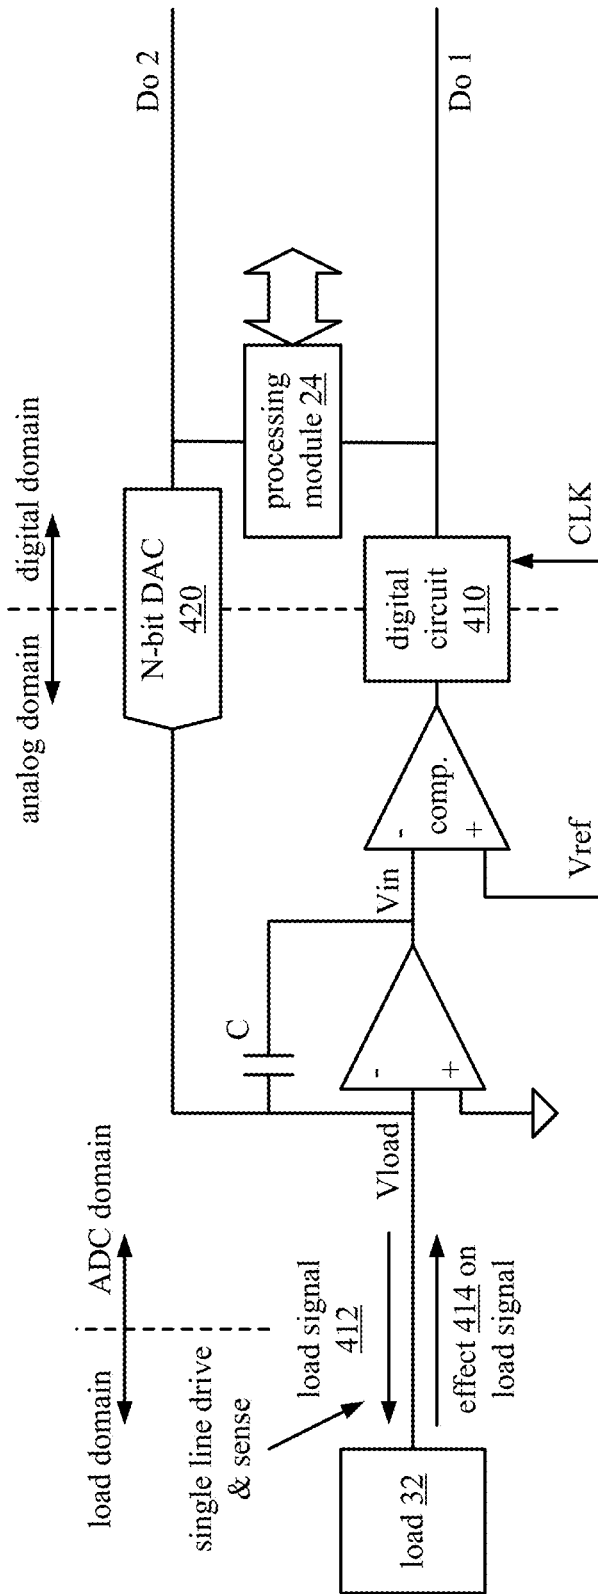 load domain
ADC domain
analog domain
digital domain
single line drive
& sense
load signal
412
effect 414 on
load signal
load 32
Vload
C
-
+
Vin
-
+
comp.
Vref
N-bit DAC
420
digital
circuit
410
CLK
processing
module 24
Do 2
Do 1